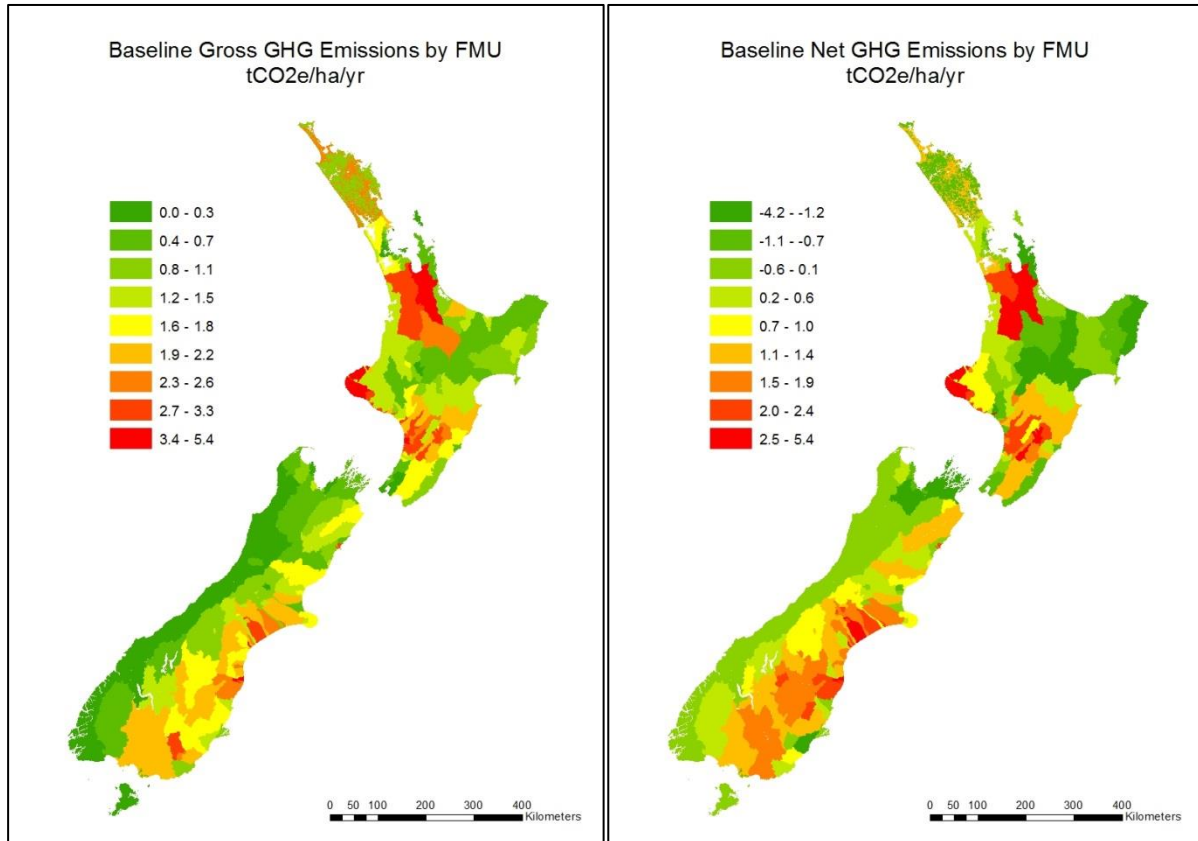 Baseline Gross GHG Emissions by FMU
tCO2e/ha/yr
0.0 - 0.3
0.4 - 0.7
0.8 - 1.1
1.2 - 1.5
1.6 - 1.8
1.9 - 2.2
2.3 - 2.6
2.7 - 3.3
3.4 - 5.4
0 50 100 200 300 400
Kilometers
Baseline Net GHG Emissions by FMU
tCO2e/ha/yr
-4.2 - -1.2
-1.1 - -0.7
-0.6 - 0.1
0.2 - 0.6
0.7 - 1.0
1.1 - 1.4
1.5 - 1.9
2.0 - 2.4
2.5 - 5.4
0 50 100 200 300 400
Kilometers